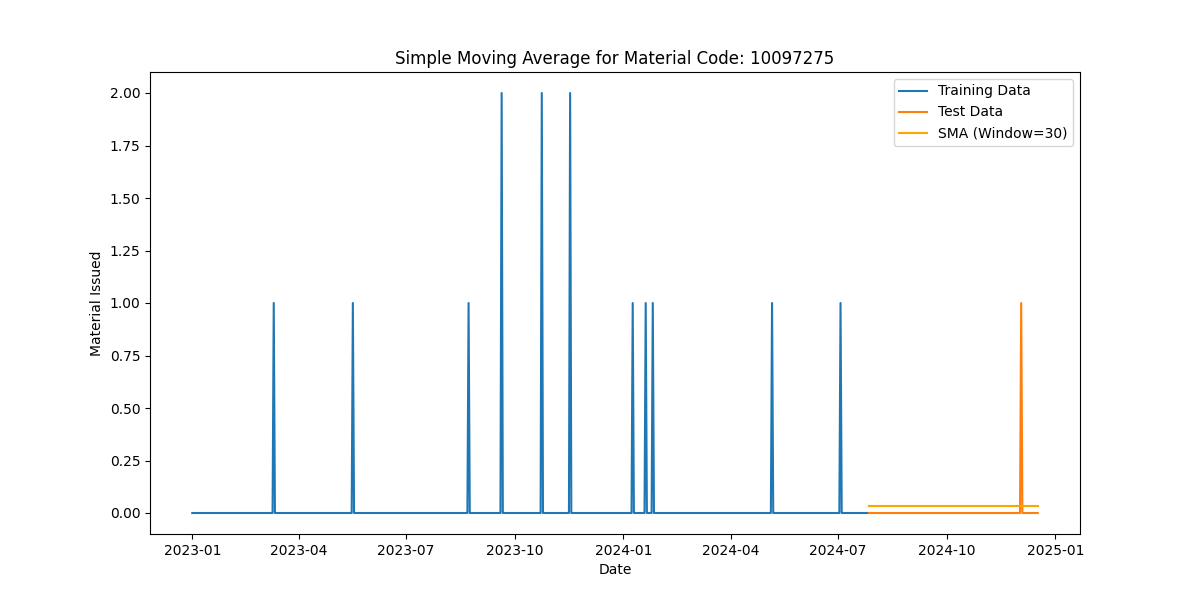 Simple Moving Average for Material Code: 10097275
Training Data
Test Data
SMA (Window=30)
Material Issued
2.00
1.75
1.50
1.25
1.00
0.75
0.50
0.25
0.00
2023-01 2023-04 2023-07 2023-10 2024-01 2024-04 2024-07 2024-10 2025-01
Date